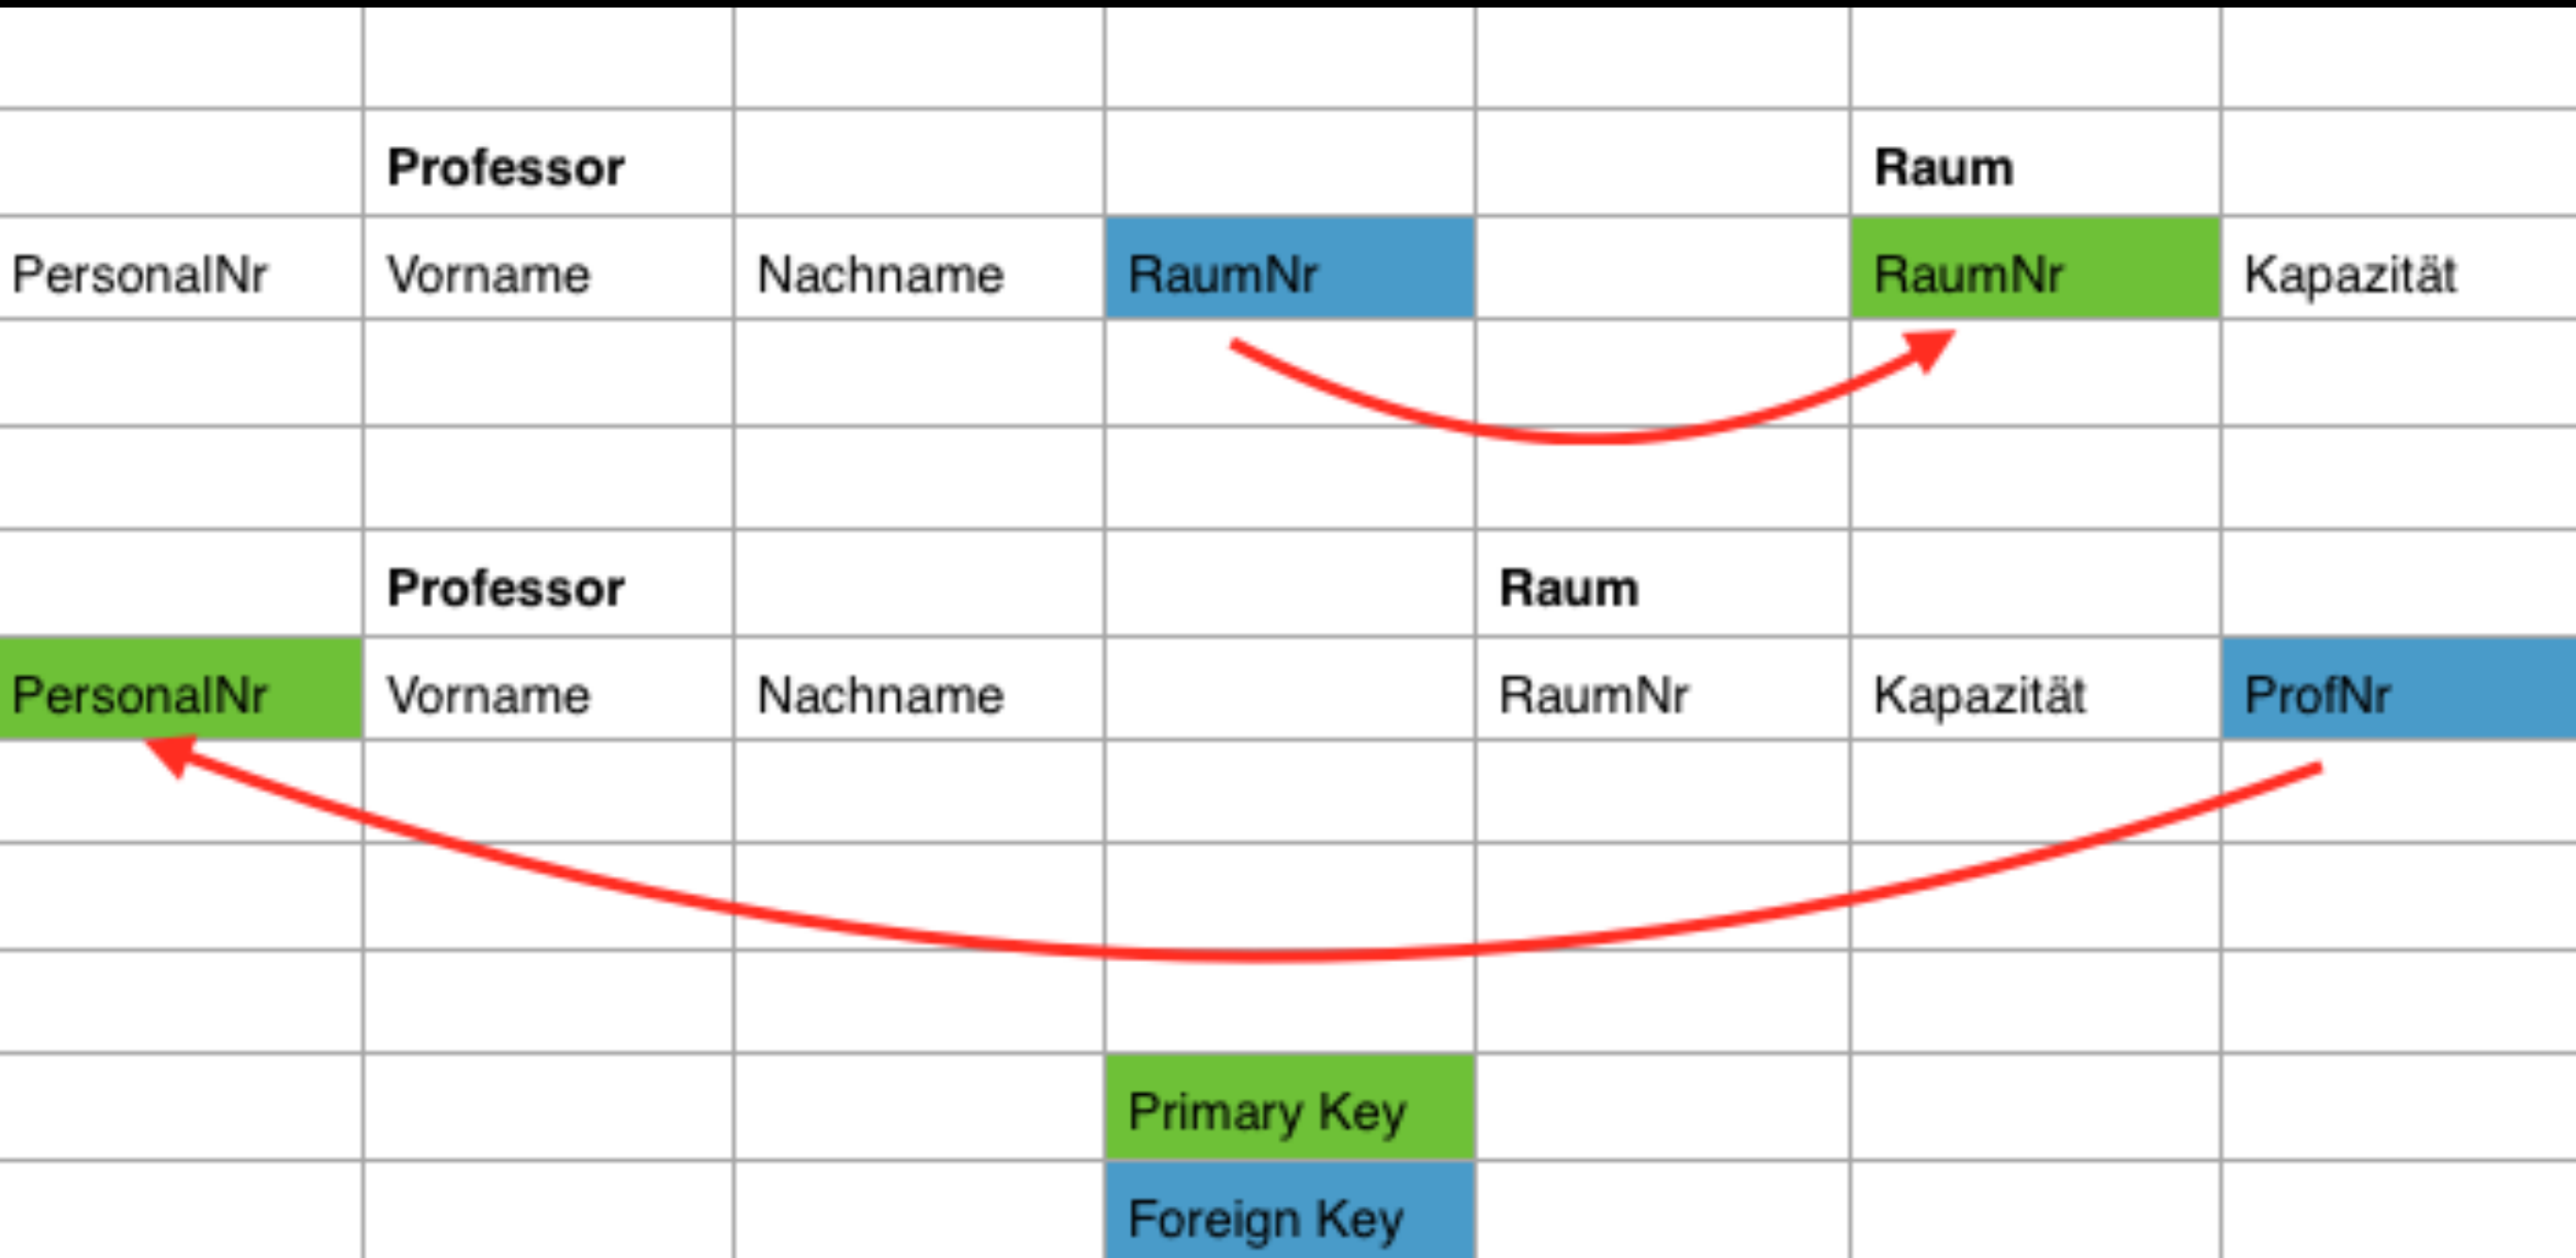 Professor Raum
PersonalNr Vorname Nachname RaumNr RaumNr Kapazität
Professor Raum
PersonalNr Vorname Nachname RaumNr Kapazität ProfNr
Primary Key
Foreign Key